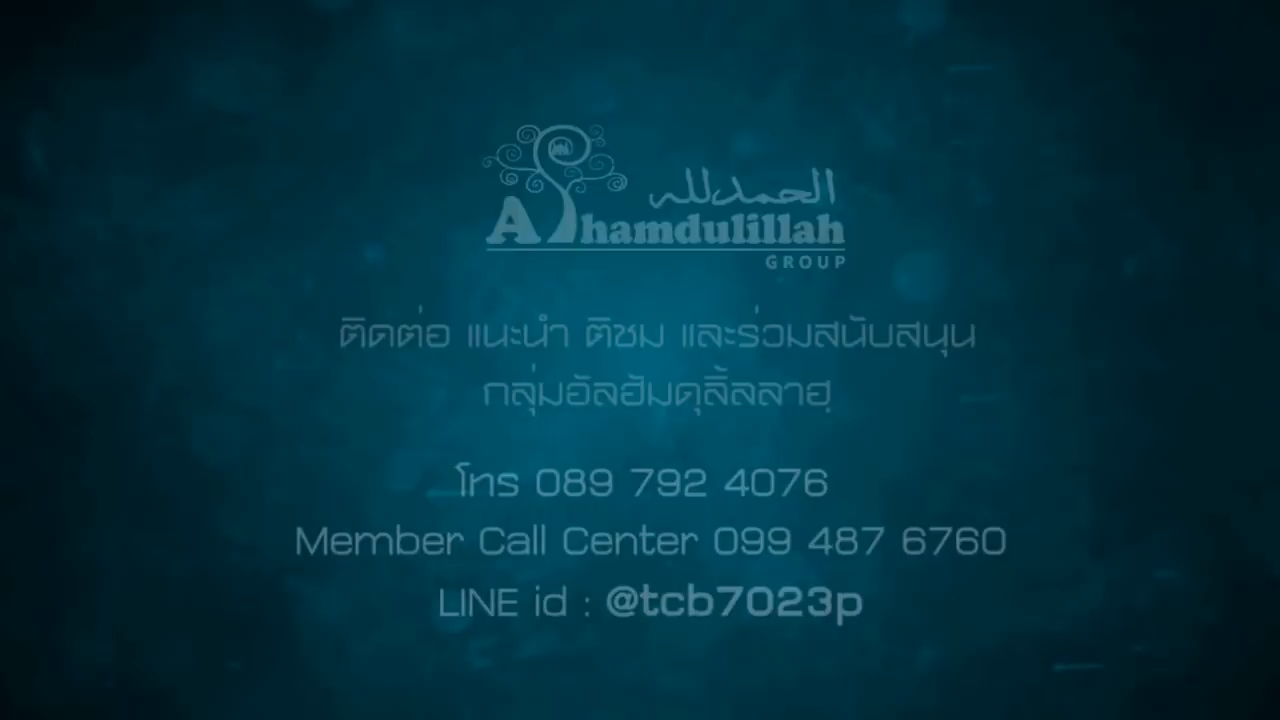 الحمدلله
Alhamdulillah
GROUP
ติดต่อ แนะนำ ติชม และร่วมสนับสนุน
กลุ่มอัลฮัมดุลิ้ลลาฮฺ
โทร 089 792 4076
Member Call Center 099 487 6760
LINE id : @tcb7023p